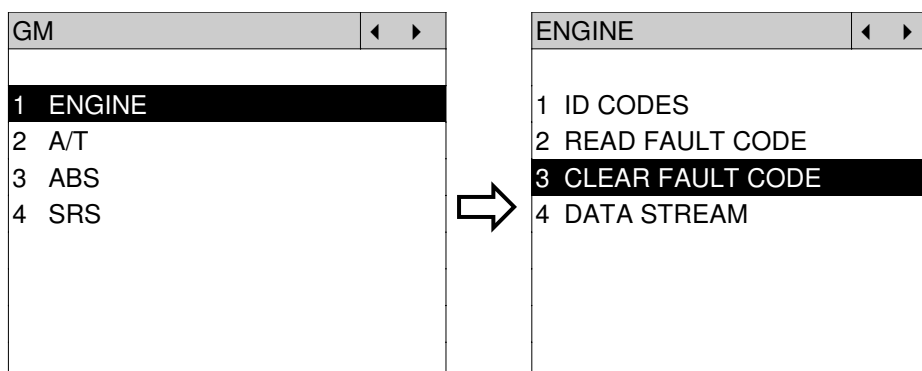 GM
1 ENGINE
2 A/T
3 ABS
4 SRS
ENGINE
1 ID CODES
2 READ FAULT CODE
3 CLEAR FAULT CODE
4 DATA STREAM